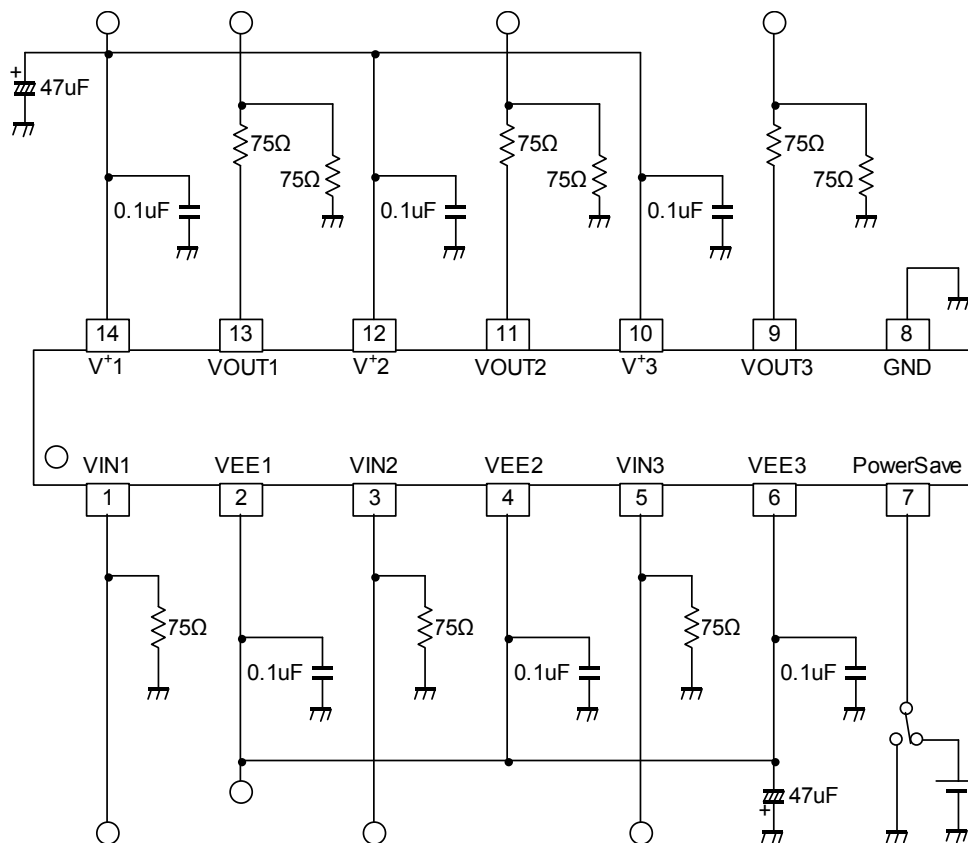 +
47uF
75Ω
75Ω
75Ω
75Ω
75Ω
75Ω
0.1uF
0.1uF
0.1uF
14 13 12 11 10 9 8
V+1 VOUT1 V+2 VOUT2 V+3 VOUT3 GND
VIN1 VEE1 VIN2 VEE2 VIN3 VEE3 PowerSave
1 2 3 4 5 6 7
75Ω 75Ω 75Ω
0.1uF 0.1uF 0.1uF
47uF
+